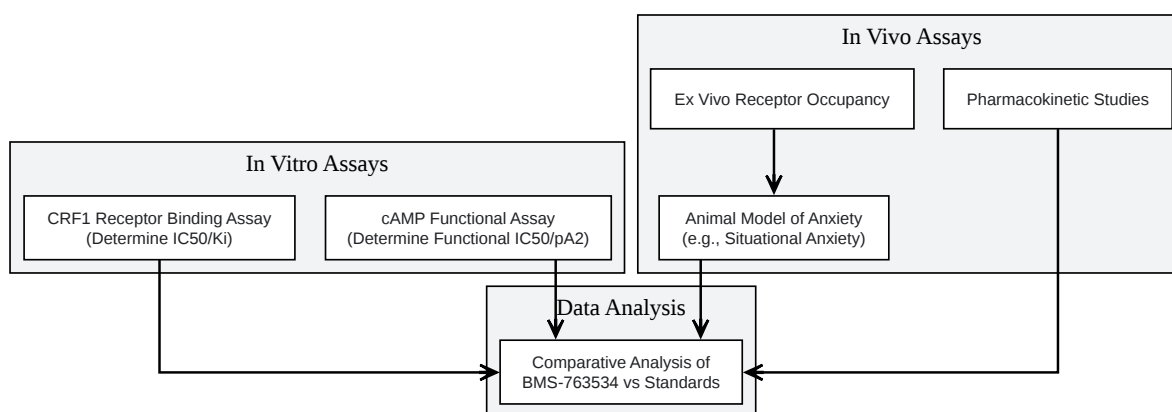 In Vivo Assays
Ex Vivo Receptor Occupancy
Pharmacokinetic Studies
In Vitro Assays
CRF1 Receptor Binding Assay
(Determine IC50/Ki)
cAMP Functional Assay
(Determine Functional IC50/pA2)
Animal Model of Anxiety
(e.g., Situational Anxiety)
Data Analysis
Comparative Analysis of
BMS-763534 vs Standards